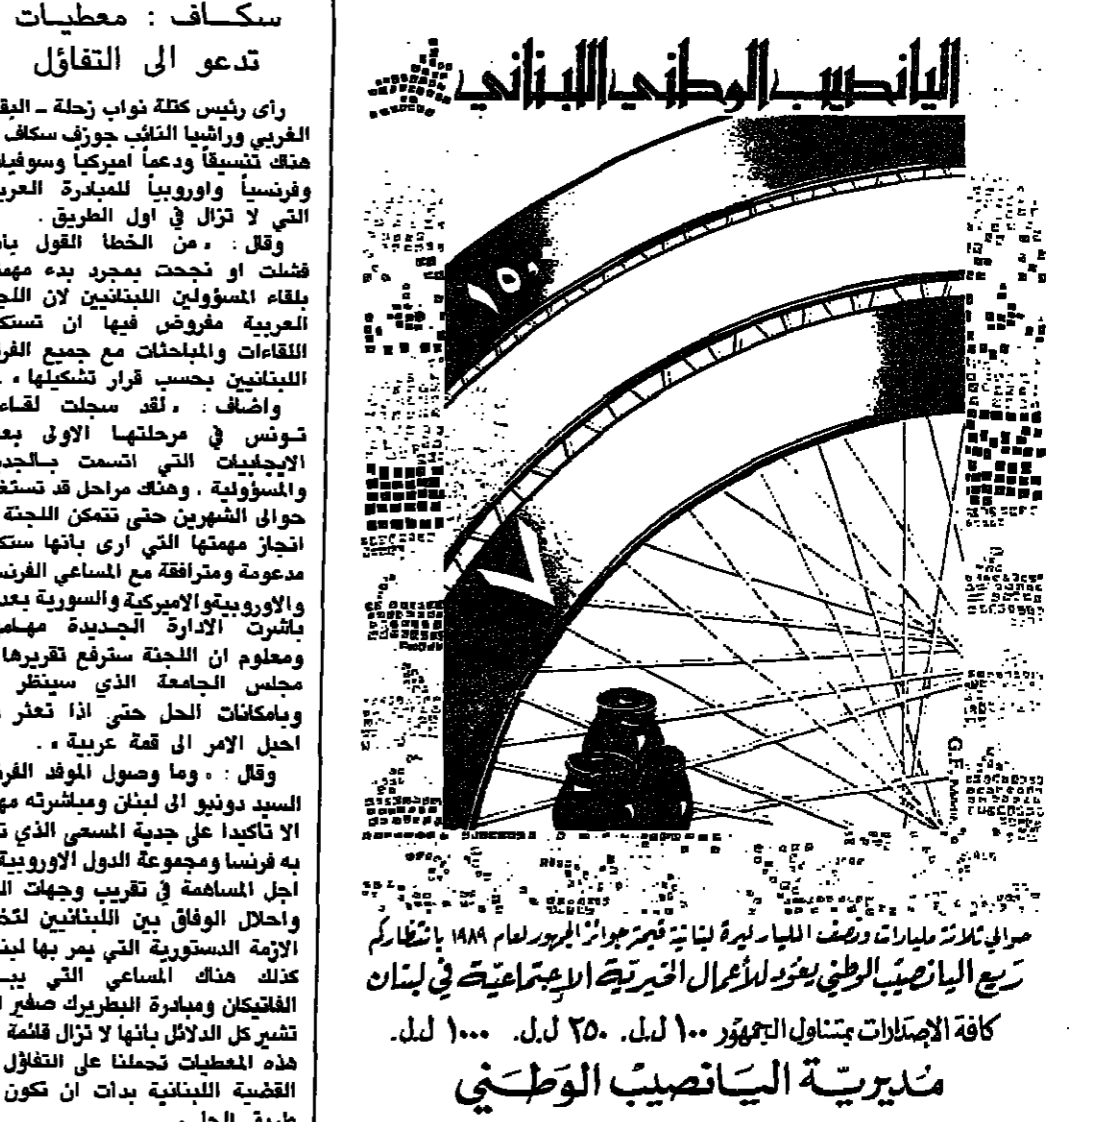 اليانصيب الوطني اللبناني
١٥٠
٧
G.F.
حوالي ثلاثة مليارات ونصف المليار ليرة لبنانية قيمة جوائز الجمهور لعام ١٩٨٩ بانتظاركم
ريع اليانصيب الوطني يعود للأعمال الخيرية الاجتماعية في لبنان
كافة الاصدارات بمتناول الجمهور ١٠٠ ل.ل. ٢٥٠ ل.ل. ١٠٠٠ ل.ل.
مديرية اليانصيب الوطني
سكاف : معطيات
تدعو الى التفاؤل
رأى رئيس كتلة نواب زحلة ـ البق
الغربي وراشيا النائب جوزف سكاف
هناك تنسيقاً ودعماً اميركياً وسوفيا
وفرنسياً واوروبياً للمبادرة العرب
التي لا تزال في اول الطريق .
وقال : « من الخطأ القول بأن
فشلت او نجحت بمجرد بدء مهم
بلقاء المسؤولين اللبنانيين لان اللج
العربية مفروض فيها ان تستك
اللقاءات والمباحثات مع جميع الفر
اللبنانيين بحسب قرار تشكيلها » .
واضاف : « لقد سجلت لقاء
تونس في مرحلتها الاولى بع
الايجابيات التي اتسمت بالجد
والمسؤولية ، وهناك مراحل قد تستغ
حوالى الشهرين حتى تتمكن اللجنة
انجاز مهمتها التي ارى بانها ستك
مدعومة ومترافقة مع المساعي الفرنس
والاوروبية والاميركية والسورية بعد
باشرت الادارة الجديدة مهام
ومعلوم ان اللجنة سترفع تقريرها
مجلس الجامعة الذي سينظر
وبامكانات الحل حتى اذا تعذر
احيل الامر الى قمة عربية » .
وقال : « وما وصول الموفد الفرن
السيد دونيو الى لبنان ومباشرته مه
الا تأكيدا على جدية المسعى الذي ت
به فرنسا ومجموعة الدول الاوروبية
اجل المساهمة في تقريب وجهات ال
واحلال الوفاق بين اللبنانيين لتخ
الازمة الدستورية التي يمر بها لبن
كذلك هناك المساعي التي يب
الفاتيكان ومبادرة البطريرك صفير
تشير كل الدلائل بانها لا تزال قائمة
هذه المعطيات تحملنا على التفاؤل
القضية اللبنانية بدأت ان تكون
طريق الحل